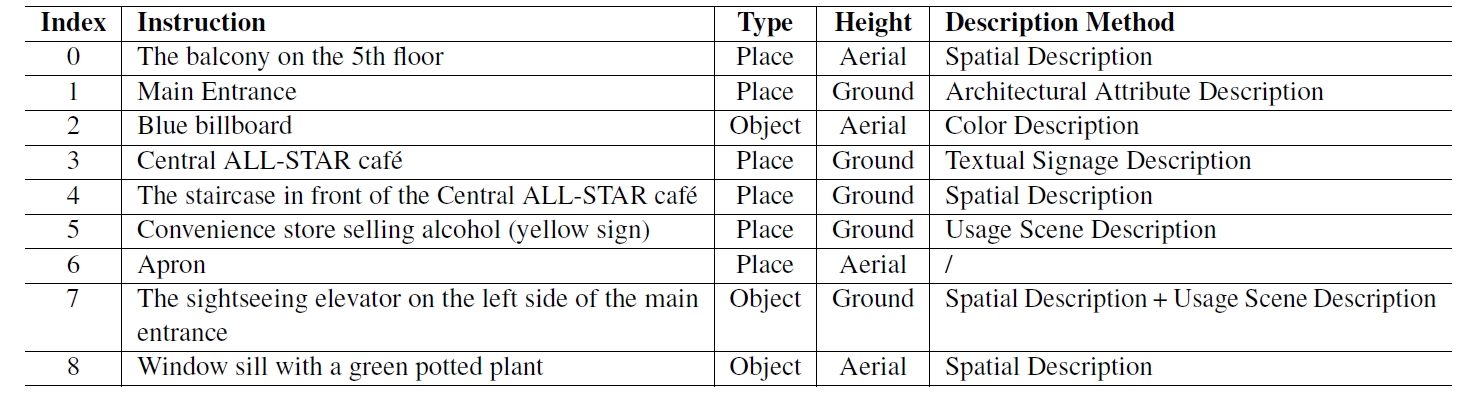 Index Instruction Type Height Description Method
0 The balcony on the 5th floor Place Aerial Spatial Description
1 Main Entrance Place Ground Architectural Attribute Description
2 Blue billboard Object Aerial Color Description
3 Central ALL-STAR café Place Ground Textual Signage Description
4 The staircase in front of the Central ALL-STAR café Place Ground Spatial Description
5 Convenience store selling alcohol (yellow sign) Place Ground Usage Scene Description
6 Apron Place Aerial /
7 The sightseeing elevator on the left side of the main Object Ground Spatial Description + Usage Scene Description
entrance
8 Window sill with a green potted plant Object Aerial Spatial Description